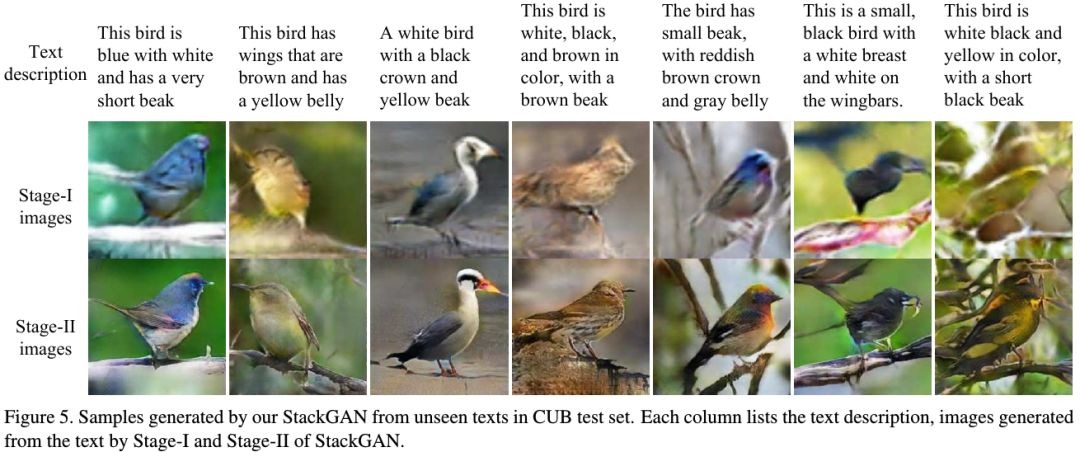 Text
description
This bird is
blue with white
and has a very
short beak
This bird has
wings that are
brown and has
a yellow belly
A white bird
with a black
crown and
yellow beak
This bird is
white, black,
and brown in
color, with a
brown beak
The bird has
small beak,
with reddish
brown crown
and gray belly
This is a small,
black bird with
a white breast
and white on
the wingbars.
This bird is
white black and
yellow in color,
with a short
black beak
Stage-I
images
Stage-II
images
Figure 5. Samples generated by our StackGAN from unseen texts in CUB test set. Each column lists the text description, images generated
from the text by Stage-I and Stage-II of StackGAN.